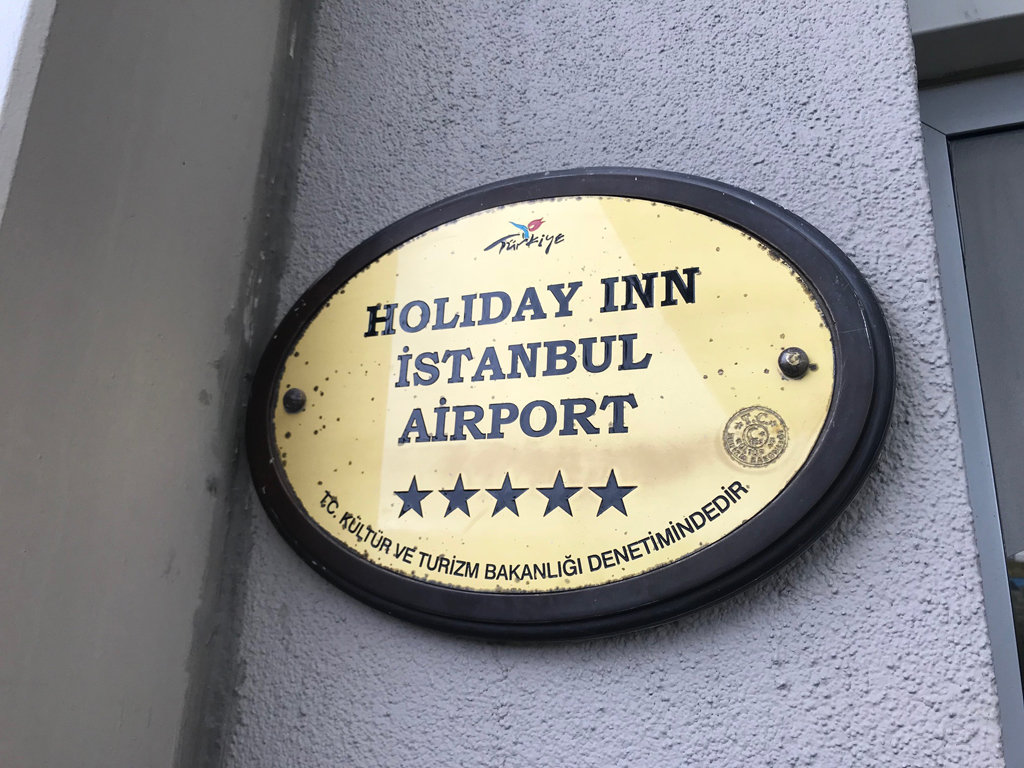 Türkiye
HOLIDAY INN
İSTANBUL
AİRPORT
T.C. KÜLTÜR VE TURİZM BAKANLIĞI DENETİMİNDEDİR